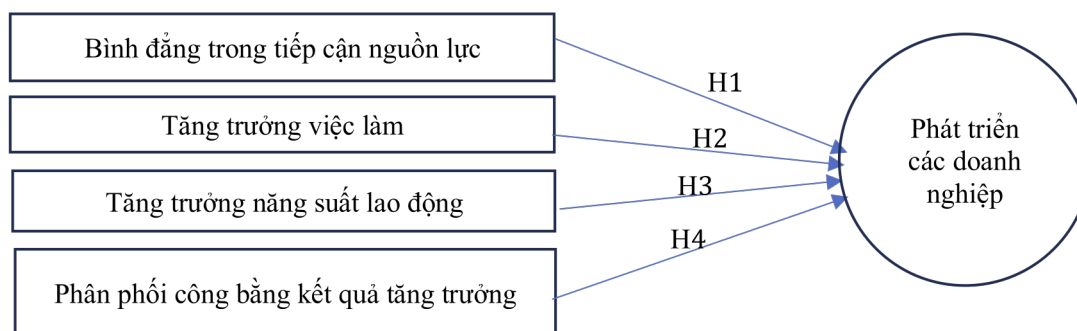 Bình đẳng trong tiếp cận nguồn lực
H1
Tăng trưởng việc làm
H2
Tăng trưởng năng suất lao động
H3
Phân phối công bằng kết quả tăng trưởng
H4
Phát triển
các doanh
nghiệp